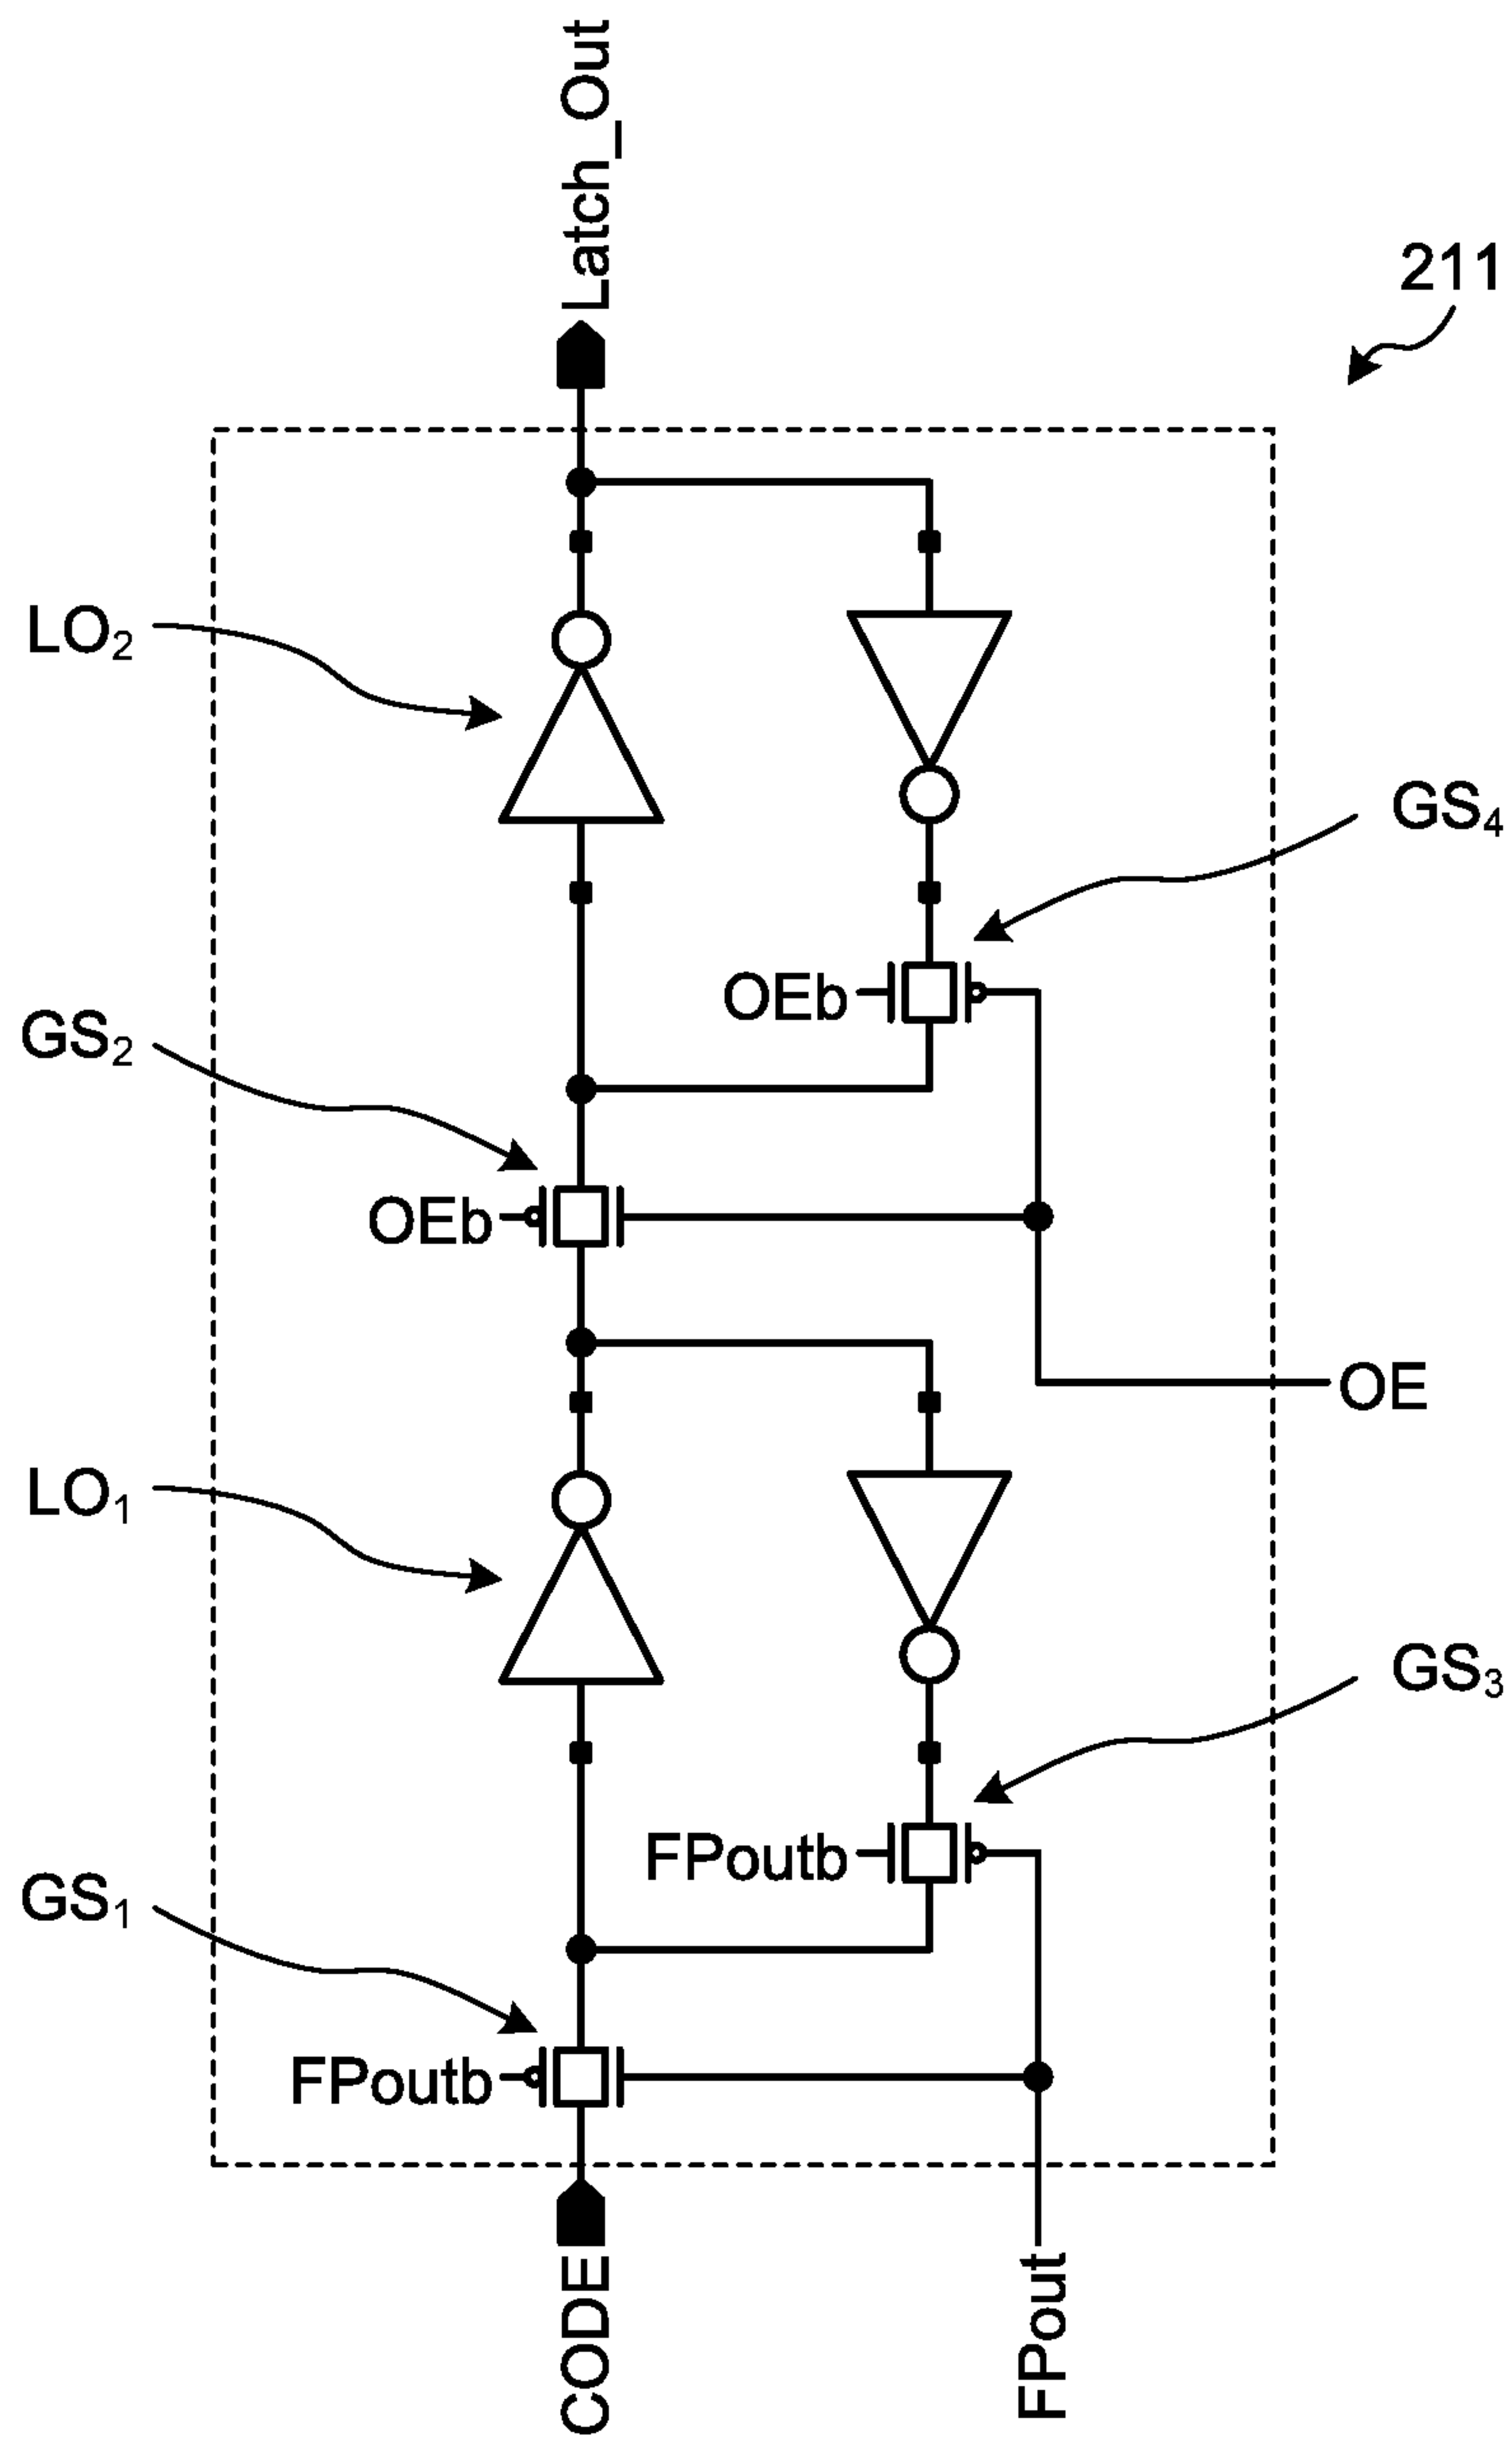 Latch_Out
211
LO₂
GS₄
OEb
GS₂
OEb
OE
LO₁
GS₃
FPoutb
GS₁
FPoutb
CODE
FPout